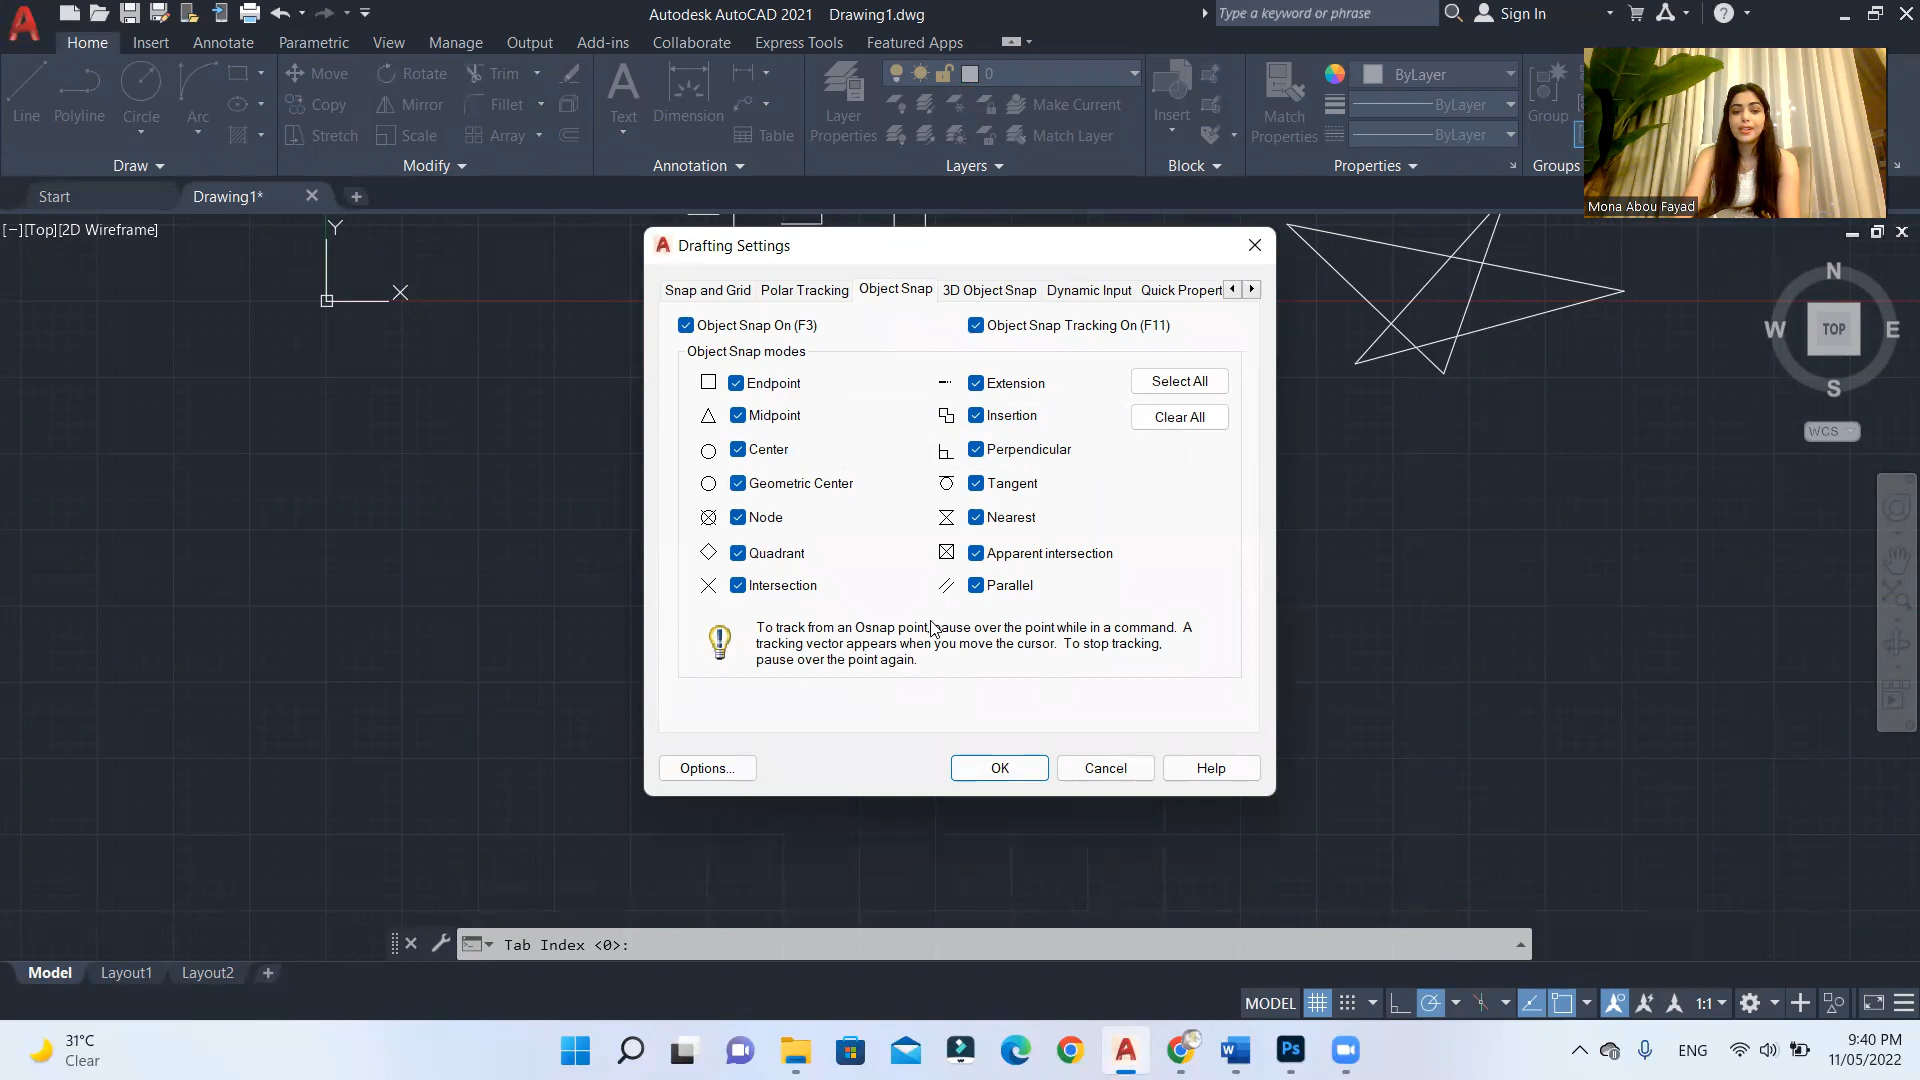 Autodesk AutoCAD 2021 Drawing1.dwg
Type a keyword or phrase
Sign In
Home Insert Annotate Parametric View Manage Output Add-ins Collaborate Express Tools Featured Apps
Line Polyline Circle Arc
Move Rotate Trim
Copy Mirror Fillet
Stretch Scale Array
Text Dimension Table
Layer Properties
0
Make Current
Match Layer
Insert
Match Properties
ByLayer
ByLayer
ByLayer
Group
Draw Modify Annotation Layers Block Properties Groups
Mona Abou Fayad
Start Drawing1*
[−][Top][2D Wireframe]
Y
X
N
W TOP E
S
WCS
Drafting Settings
Snap and Grid Polar Tracking Object Snap 3D Object Snap Dynamic Input Quick Propert
Object Snap On (F3) Object Snap Tracking On (F11)
Object Snap modes
Endpoint Extension Select All
Midpoint Insertion Clear All
Center Perpendicular
Geometric Center Tangent
Node Nearest
Quadrant Apparent intersection
Intersection Parallel
To track from an Osnap point, pause over the point while in a command. A
tracking vector appears when you move the cursor. To stop tracking,
pause over the point again.
Options... OK Cancel Help
Tab Index <0>:
Model Layout1 Layout2
MODEL 1:1
31°C
Clear
Ps
ENG
9:40 PM
11/05/2022